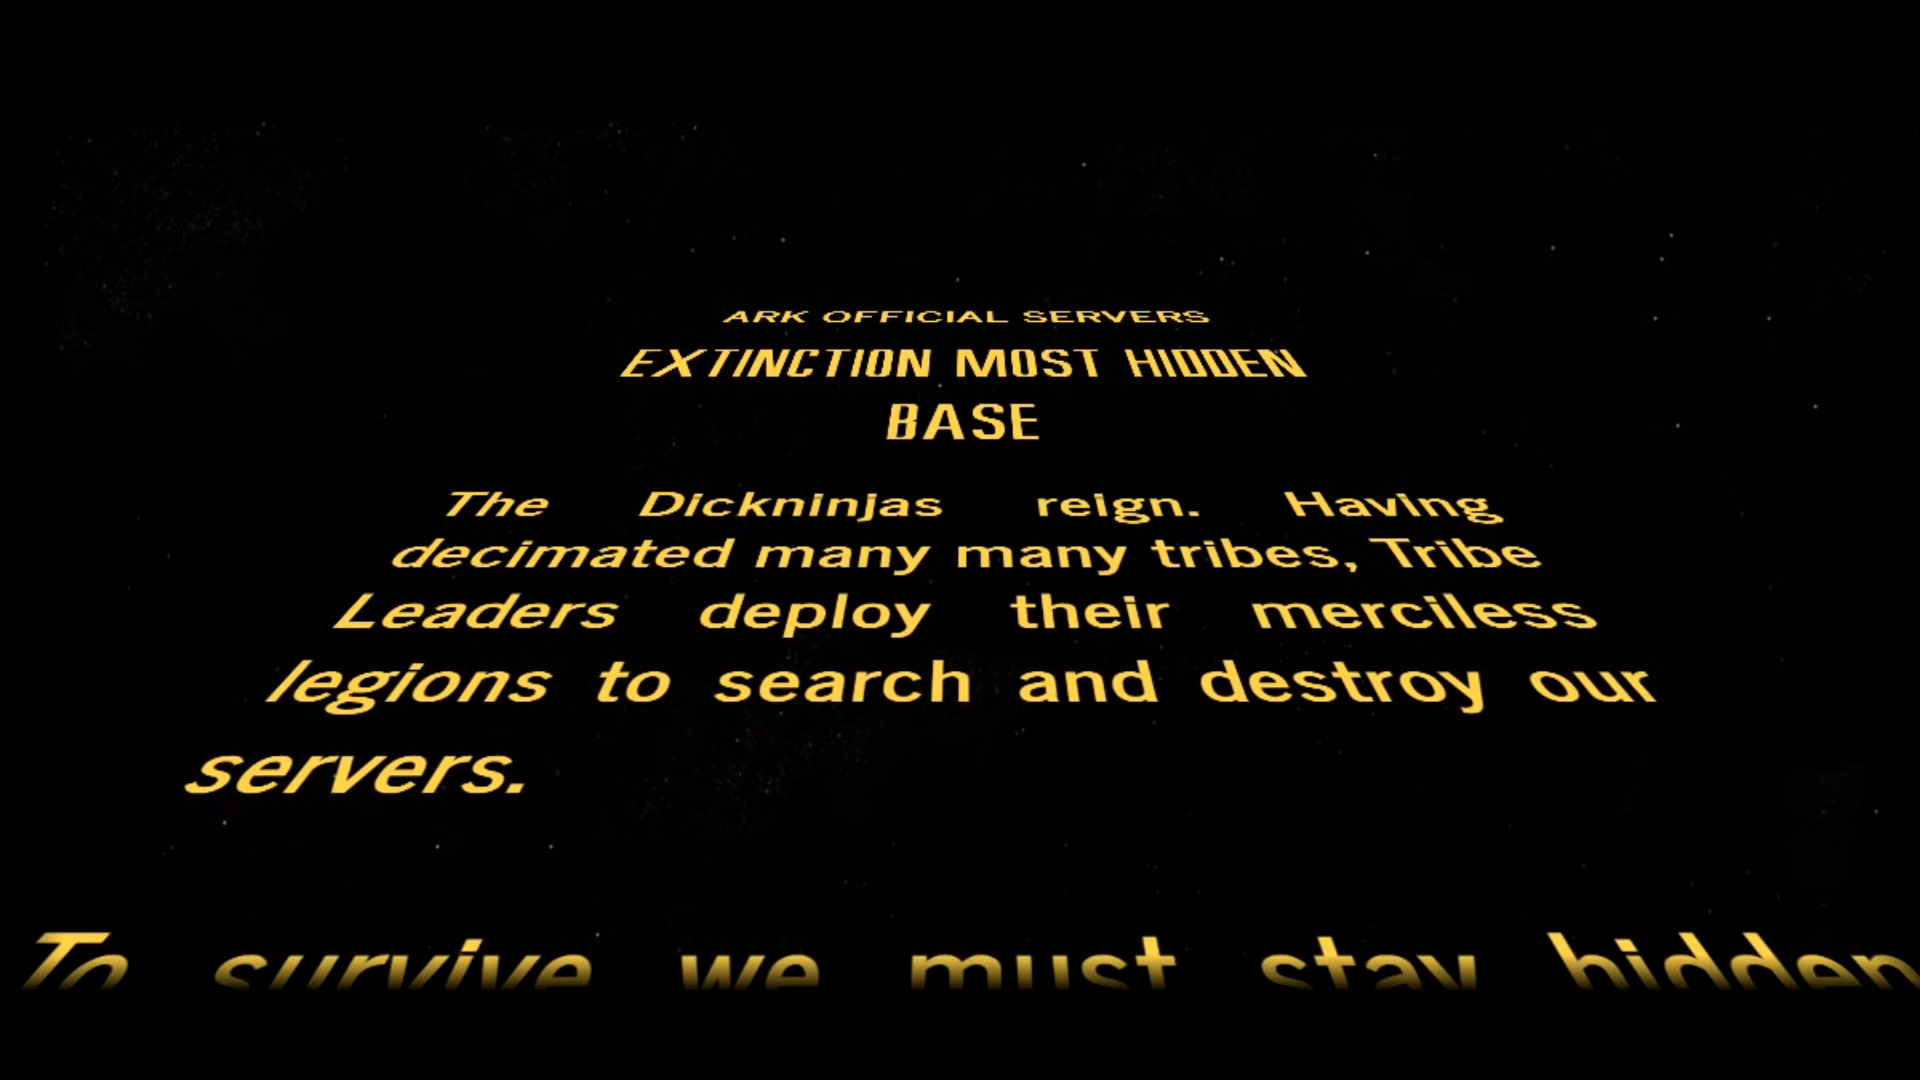 ARK OFFICIAL SERVERS
EXTINCTION MOST HIDDEN
BASE
The Dickninjas reign. Having
decimated many many tribes, Tribe
Leaders deploy their merciless
legions to search and destroy our
servers.
To survive we must stay hidden